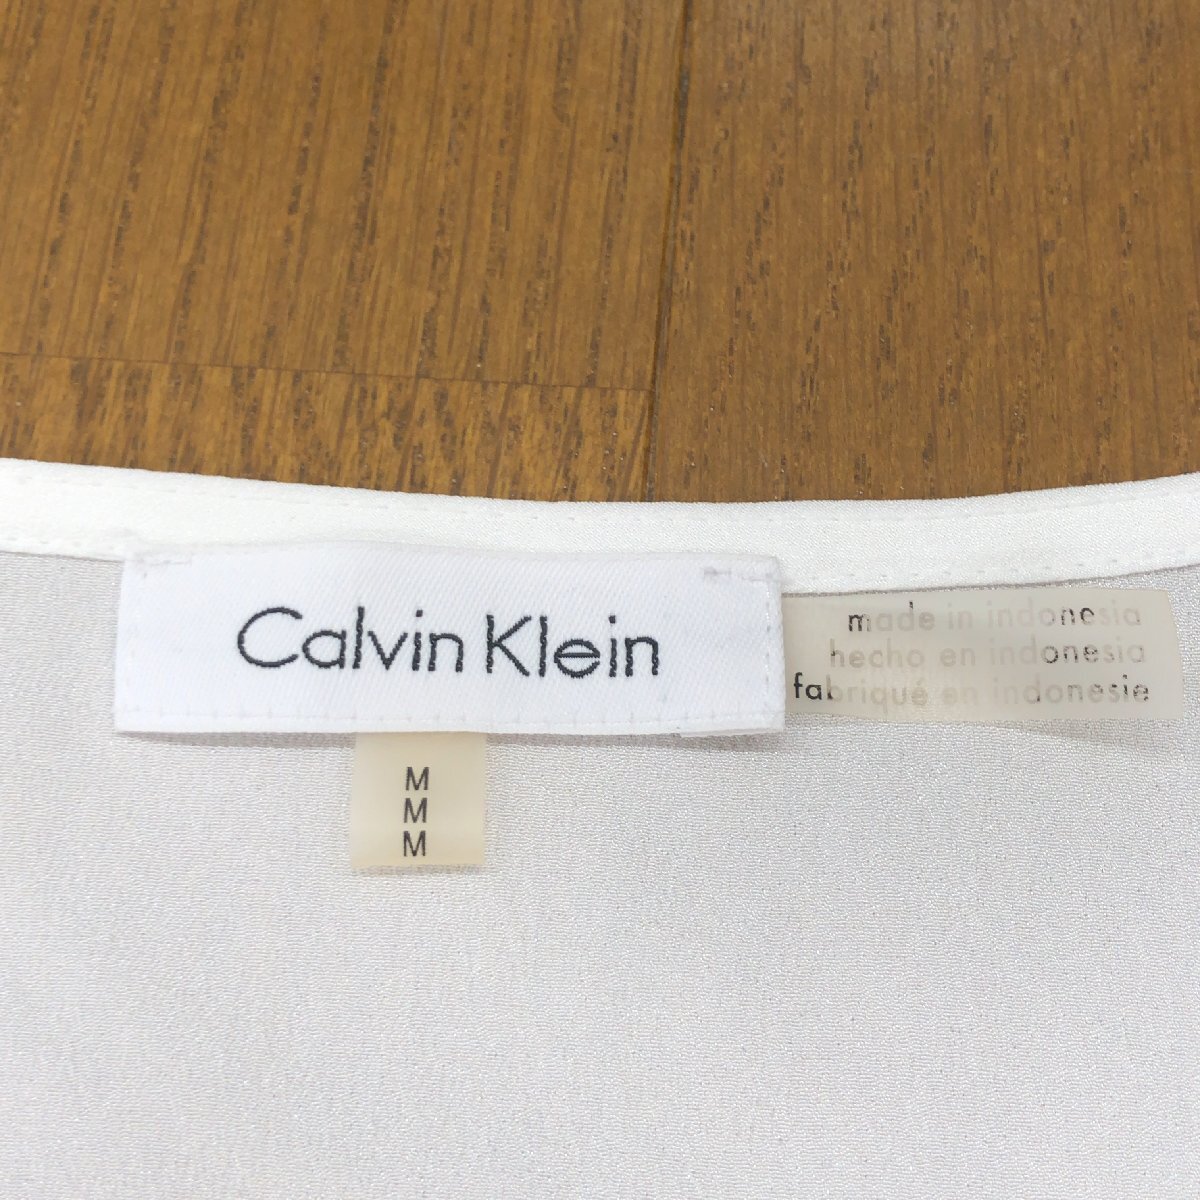 Calvin Klein
made in indonesia
hecho en indonesia
fabriqué en indonesie
M
M
M